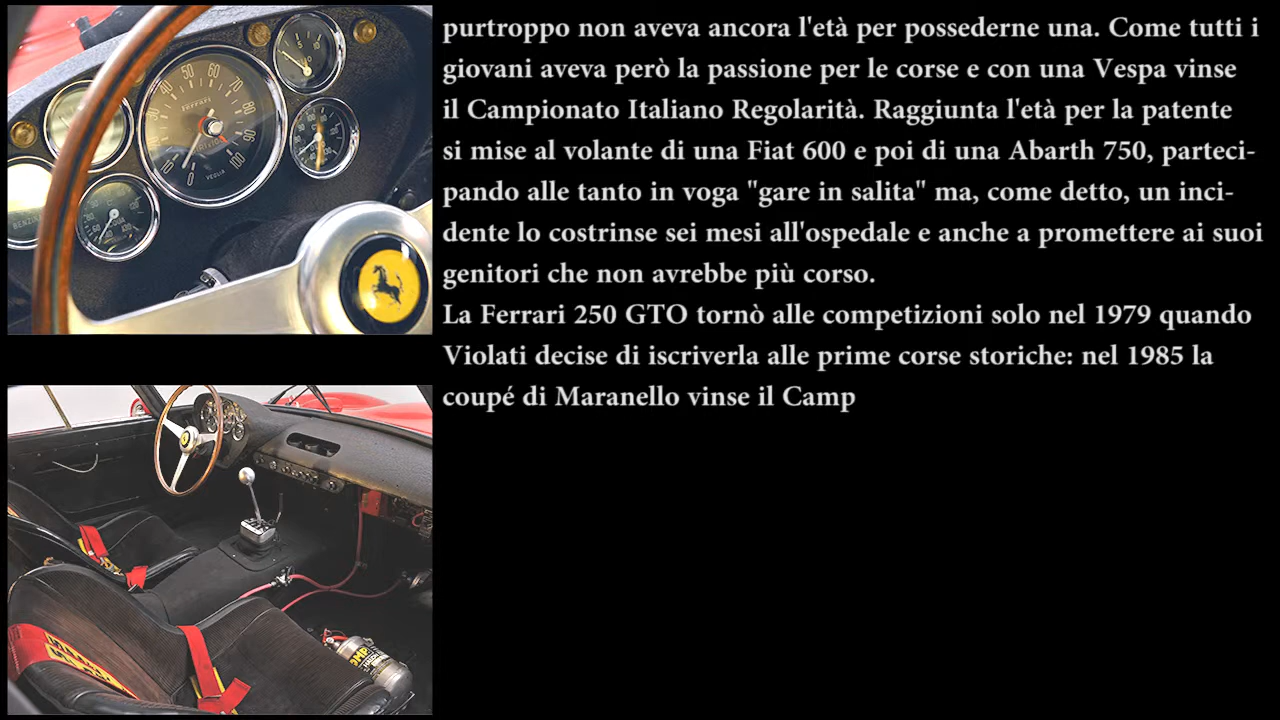 purtroppo non aveva ancora l'età per possederne una. Come tutti i
giovani aveva però la passione per le corse e con una Vespa vinse
il Campionato Italiano Regolarità. Raggiunta l'età per la patente
si mise al volante di una Fiat 600 e poi di una Abarth 750, parteci-
pando alle tanto in voga "gare in salita" ma, come detto, un inci-
dente lo costrinse sei mesi all'ospedale e anche a promettere ai suoi
genitori che non avrebbe più corso.
La Ferrari 250 GTO tornò alle competizioni solo nel 1979 quando
Violati decise di iscriverla alle prime corse storiche: nel 1985 la
coupé di Maranello vinse il Camp